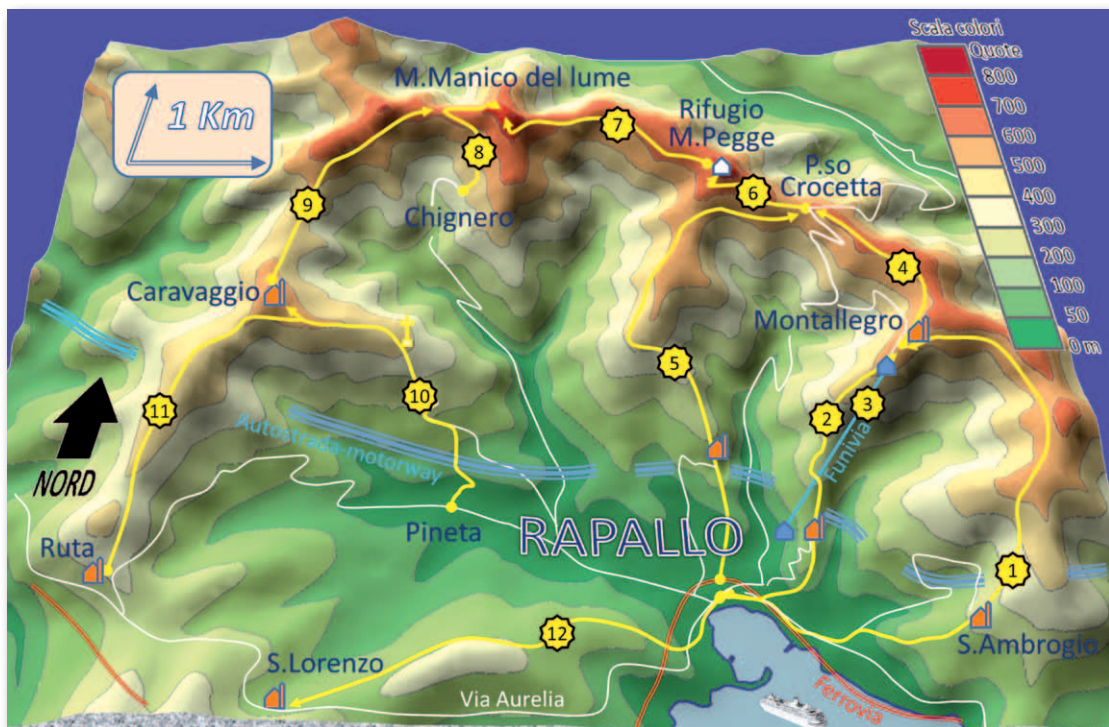 Scala colori
Quote
800
700
600
500
400
300
200
100
50
0 m
1 Km
M.Manico del lume
Rifugio
M.Pegge
P.so
Crocetta
7
8
6
9
Chignero
4
Caravaggio
Montallegro
5
10
11
2
3
Funivia
Autostrada-motorway
NORD
Pineta
RAPALLO
Ruta
1
12
S.Ambrogio
S.Lorenzo
Via Aurelia
Ferrovia